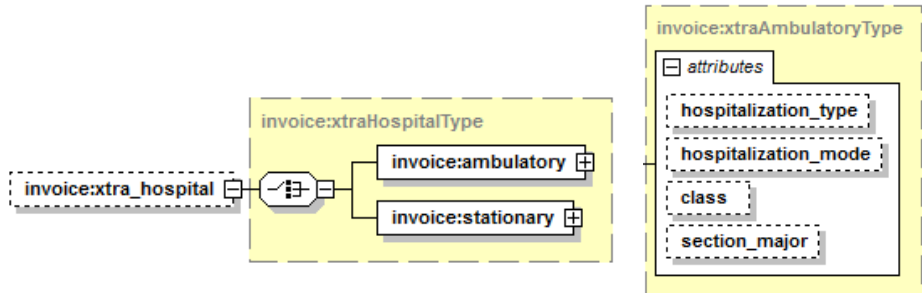 invoice:xtraAmbulatoryType
attributes
hospitalization_type
invoice:xtraHospitalType
hospitalization_mode
invoice:ambulatory
invoice:xtra_hospital
class
invoice:stationary
section_major